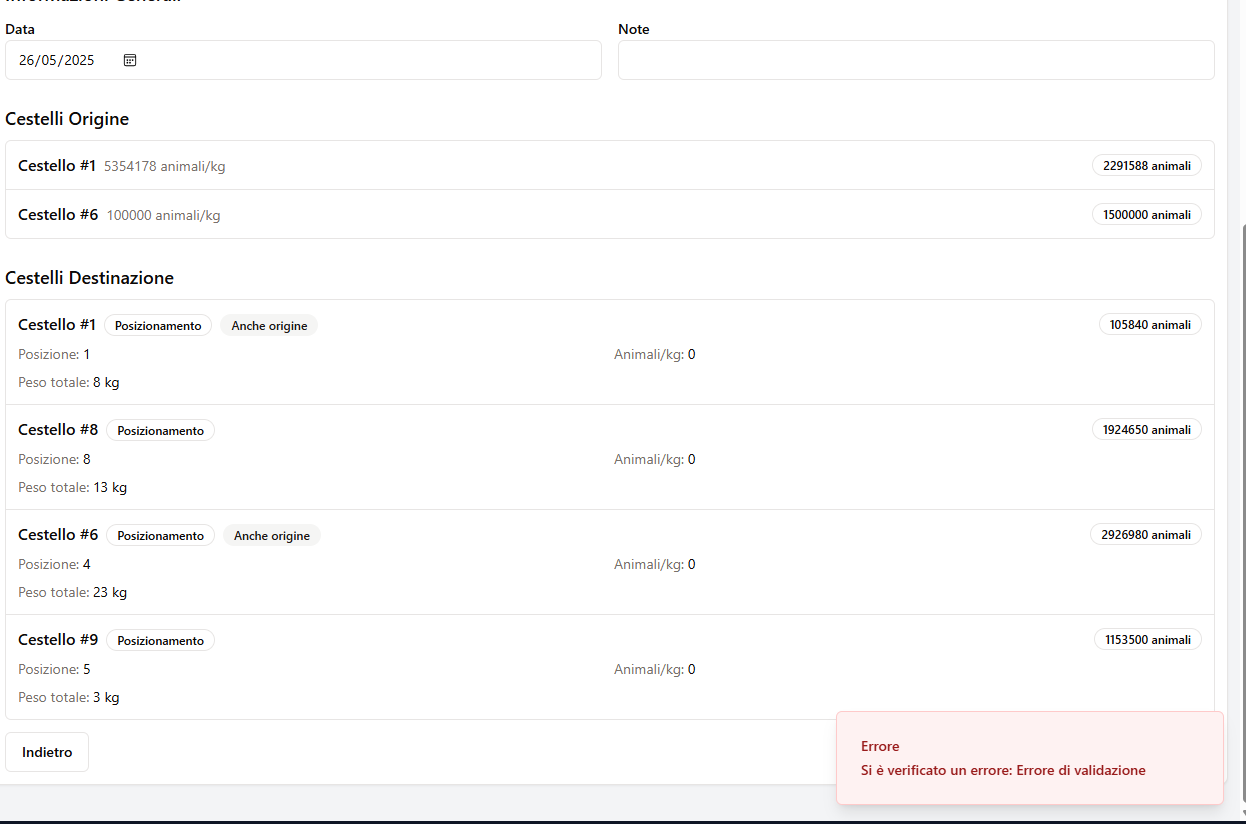 Informazioni Generali
Data
Note
26/05/2025
Cestelli Origine
Cestello #1 5354178 animali/kg 2291588 animali
Cestello #6 100000 animali/kg 1500000 animali
Cestelli Destinazione
Cestello #1 Posizionamento Anche origine 105840 animali
Posizione: 1 Animali/kg: 0
Peso totale: 8 kg
Cestello #8 Posizionamento 1924650 animali
Posizione: 8 Animali/kg: 0
Peso totale: 13 kg
Cestello #6 Posizionamento Anche origine 2926980 animali
Posizione: 4 Animali/kg: 0
Peso totale: 23 kg
Cestello #9 Posizionamento 1153500 animali
Posizione: 5 Animali/kg: 0
Peso totale: 3 kg
Indietro
Errore
Si è verificato un errore: Errore di validazione